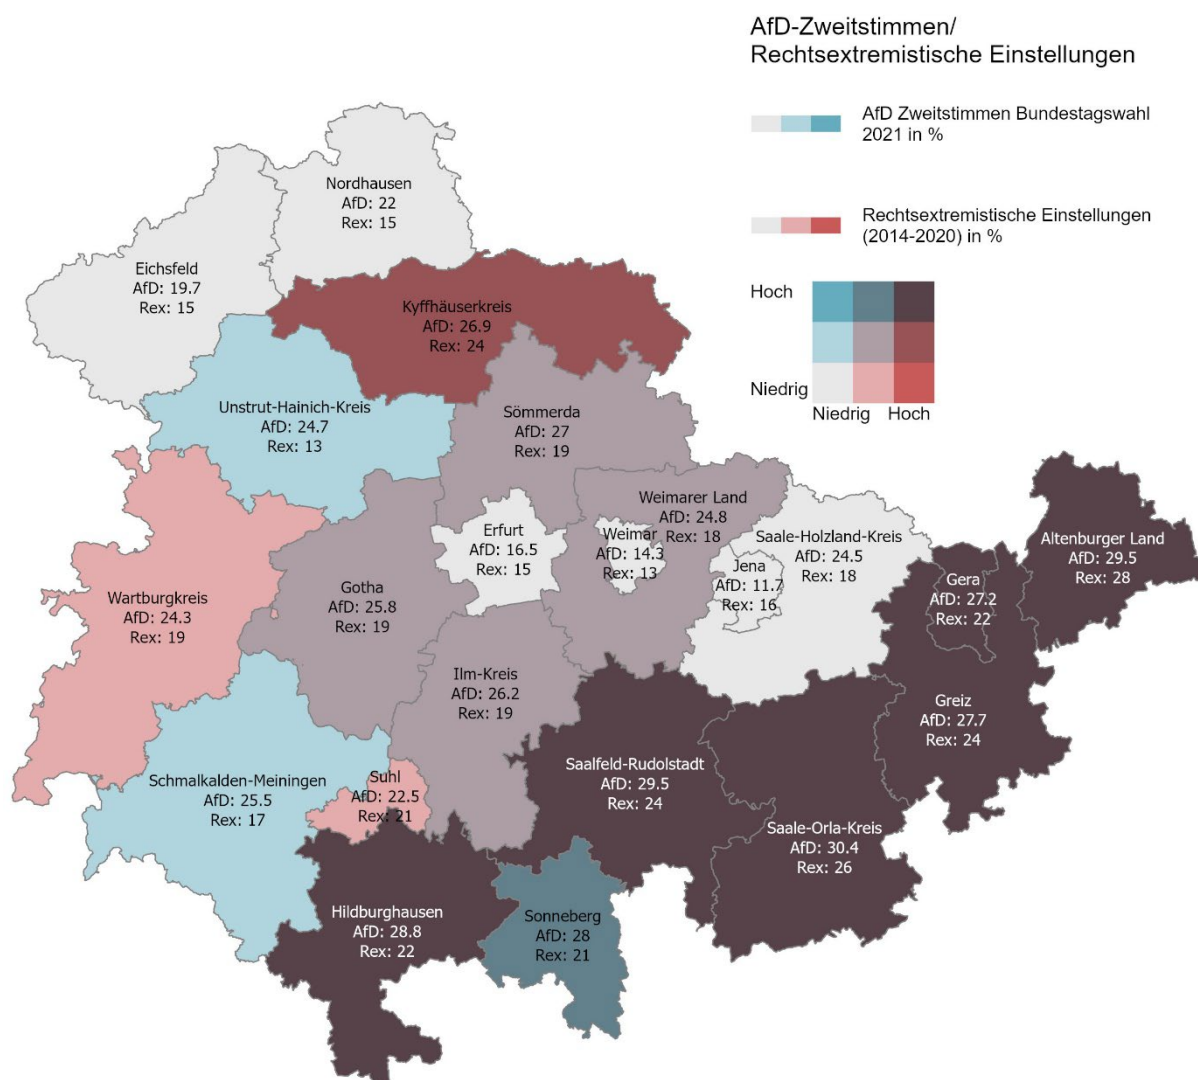 AfD-Zweitstimmen/
Rechtsextremistische Einstellungen
AfD Zweitstimmen Bundestagswahl
2021 in %
Rechtsextremistische Einstellungen
(2014-2020) in %
Hoch
Niedrig
Niedrig
Hoch
Nordhausen
AfD: 22
Rex: 15
Eichsfeld
AfD: 19.7
Rex: 15
Kyffhäuserkreis
AfD: 26.9
Rex: 24
Unstrut-Hainich-Kreis
AfD: 24.7
Rex: 13
Sömmerda
AfD: 27
Rex: 19
Weimarer Land
AfD: 24.8
Rex: 18
Erfurt
AfD: 16.5
Rex: 15
Weimar
AfD: 14.3
Rex: 13
Saale-Holzland-Kreis
AfD: 24.5
Rex: 18
Jena
AfD: 11.7
Rex: 16
Altenburger Land
AfD: 29.5
Rex: 28
Gera
AfD: 27.2
Rex: 22
Wartburgkreis
AfD: 24.3
Rex: 19
Gotha
AfD: 25.8
Rex: 19
Ilm-Kreis
AfD: 26.2
Rex: 19
Greiz
AfD: 27.7
Rex: 24
Schmalkalden-Meiningen
AfD: 25.5
Rex: 17
Suhl
AfD: 22.5
Rex: 21
Saalfeld-Rudolstadt
AfD: 29.5
Rex: 24
Saale-Orla-Kreis
AfD: 30.4
Rex: 26
Hildburghausen
AfD: 28.8
Rex: 22
Sonneberg
AfD: 28
Rex: 21